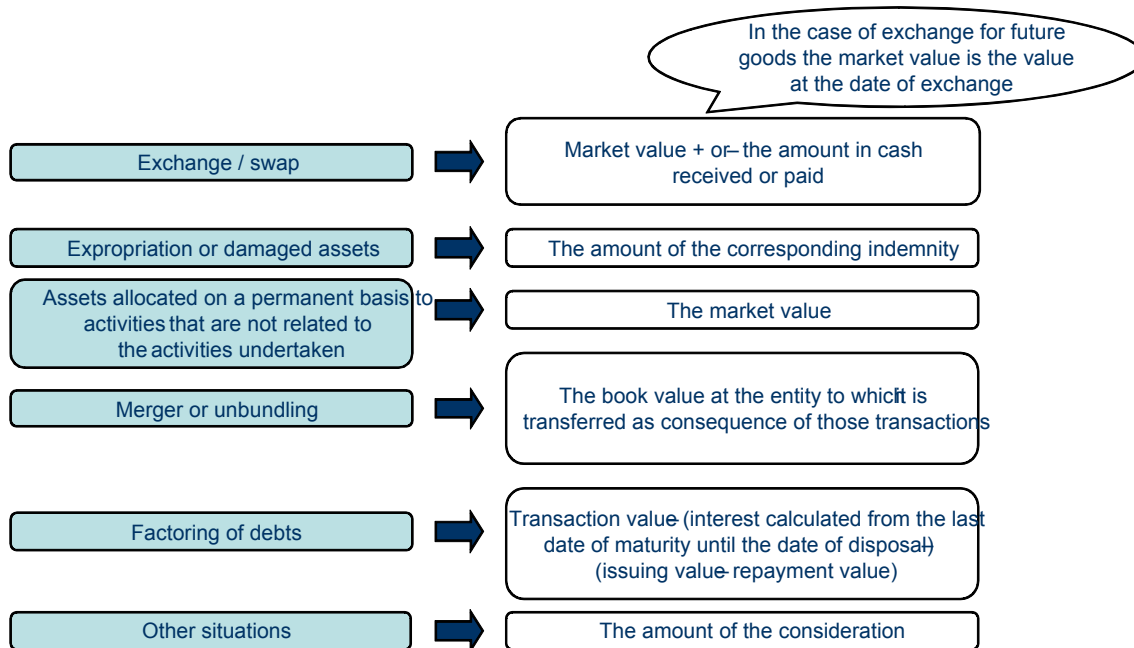 In the case of exchange for future
goods the market value is the value
at the date of exchange
Exchange / swap
Market value + or– the amount in cash
received or paid
Expropriation or damaged assets
The amount of the corresponding indemnity
Assets allocated on a permanent basis to
activities that are not related to
the activities undertaken
The market value
Merger or unbundling
The book value at the entity to which it is
transferred as consequence of those transactions
Factoring of debts
Transaction value– (interest calculated from the last
date of maturity until the date of disposal)–
(issuing value– repayment value)
Other situations
The amount of the consideration